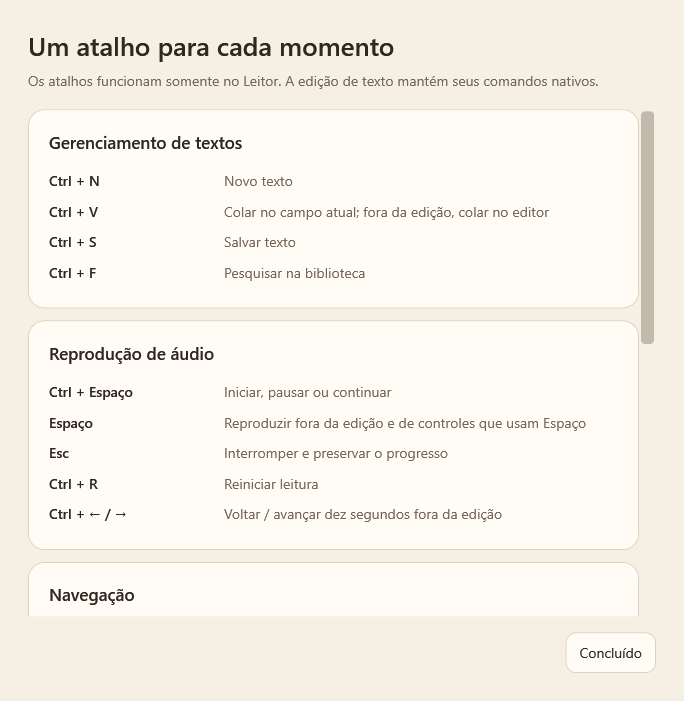 Um atalho para cada momento
Os atalhos funcionam somente no Leitor. A edição de texto mantém seus comandos nativos.
Gerenciamento de textos
Ctrl + N Novo texto
Ctrl + V Colar no campo atual; fora da edição, colar no editor
Ctrl + S Salvar texto
Ctrl + F Pesquisar na biblioteca
Reprodução de áudio
Ctrl + Espaço Iniciar, pausar ou continuar
Espaço Reproduzir fora da edição e de controles que usam Espaço
Esc Interromper e preservar o progresso
Ctrl + R Reiniciar leitura
Ctrl + ← / → Voltar / avançar dez segundos fora da edição
Navegação
Concluído